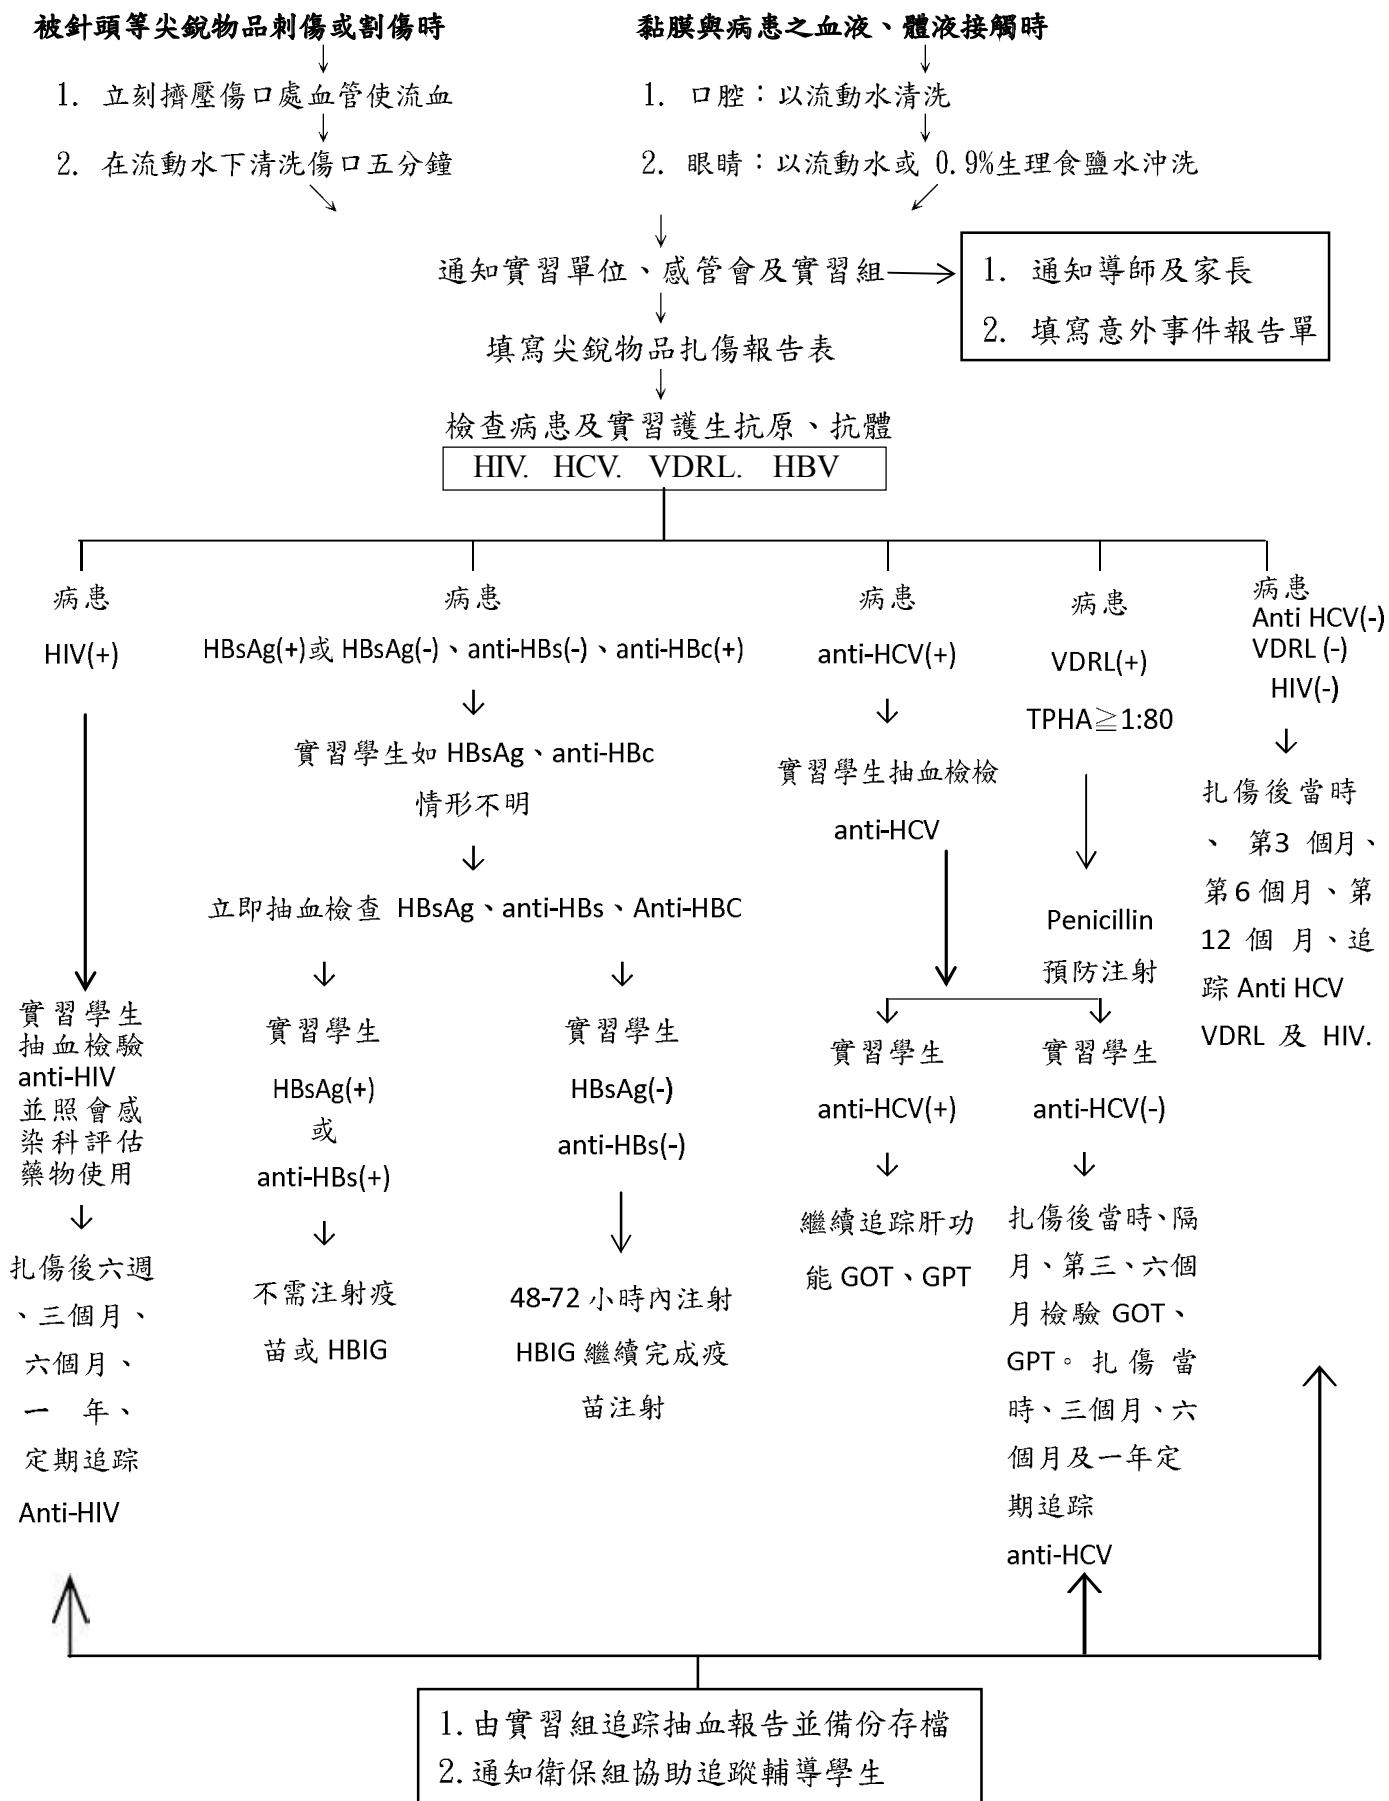 被針頭等尖銳物品刺傷或割傷時
黏膜與病患之血液、體液接觸時
1. 立刻擠壓傷口處血管使流血
2. 在流動水下清洗傷口五分鐘
1. 口腔：以流動水清洗
2. 眼睛：以流動水或 0.9%生理食鹽水沖洗
通知實習單位、感管會及實習組
1. 通知導師及家長
2. 填寫意外事件報告單
填寫尖銳物品扎傷報告表
檢查病患及實習護生抗原、抗體
HIV. HCV. VDRL. HBV
病患
HIV(+)
實習學生
抽血檢驗
anti-HIV
並照會感
染科評估
藥物使用
扎傷後六週
、三個月、
六個月、
一 年、
定期追踪
Anti-HIV
病患
HBsAg(+)或 HBsAg(-)、anti-HBs(-)、anti-HBc(+)
實習學生如 HBsAg、anti-HBc
情形不明
立即抽血檢查 HBsAg、anti-HBs、Anti-HBC
實習學生
HBsAg(+)
或
anti-HBs(+)
不需注射疫
苗或 HBIG
實習學生
HBsAg(-)
anti-HBs(-)
48-72 小時內注射
HBIG 繼續完成疫
苗注射
病患
anti-HCV(+)
實習學生抽血檢檢
anti-HCV
實習學生
anti-HCV(+)
繼續追踪肝功
能 GOT、GPT
實習學生
anti-HCV(-)
扎傷後當時、隔
月、第三、六個
月檢驗 GOT、
GPT。扎 傷 當
時、三個月、六
個月及一年定
期追踪
anti-HCV
病患
VDRL(+)
TPHA≧1:80
Penicillin
預防注射
病患
Anti HCV(-)
VDRL (-)
HIV(-)
扎傷後當時
、 第3 個月、
第 6 個月、第
12 個 月、追
踪 Anti HCV
VDRL 及 HIV.
1.由實習組追踪抽血報告並備份存檔
2.通知衛保組協助追蹤輔導學生